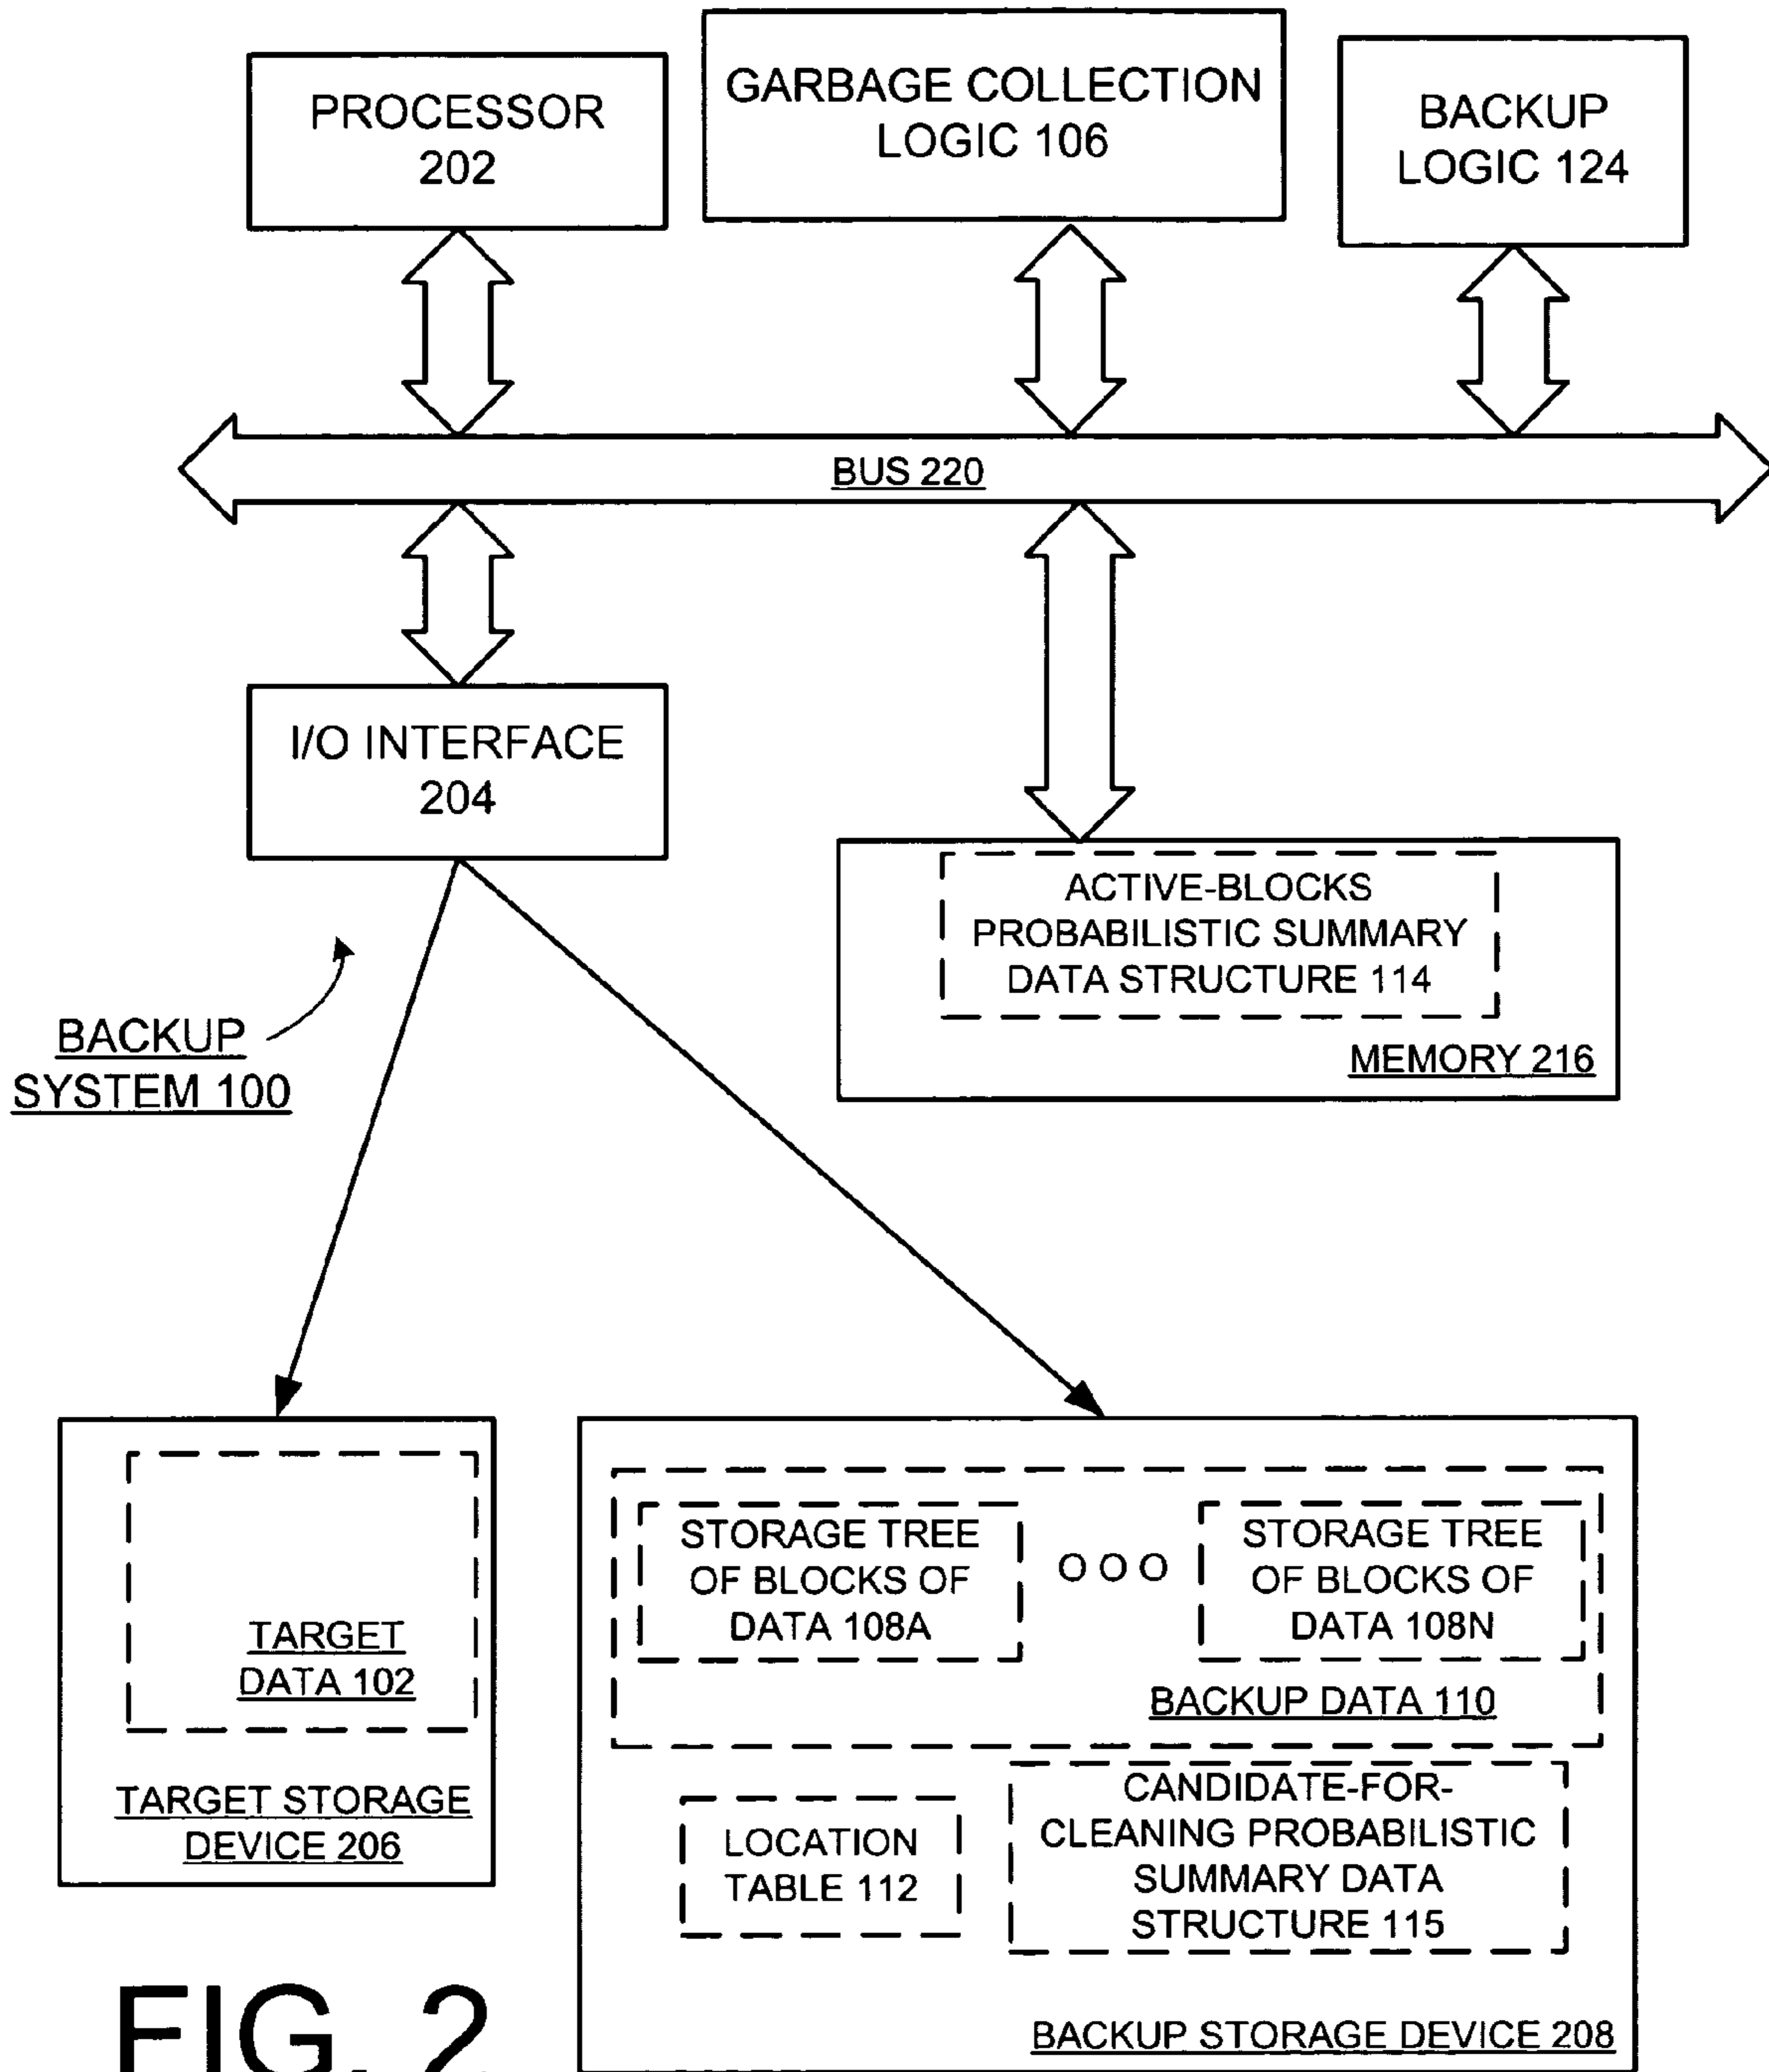 PROCESSOR
202
GARBAGE COLLECTION
LOGIC 106
BACKUP
LOGIC 124
BUS 220
I/O INTERFACE
204
ACTIVE-BLOCKS
PROBABILISTIC SUMMARY
DATA STRUCTURE 114
MEMORY 216
BACKUP
SYSTEM 100
TARGET
DATA 102
TARGET STORAGE
DEVICE 206
STORAGE TREE
OF BLOCKS OF
DATA 108A
OOO
STORAGE TREE
OF BLOCKS OF
DATA 108N
BACKUP DATA 110
LOCATION
TABLE 112
CANDIDATE-FOR-
CLEANING PROBABILISTIC
SUMMARY DATA
STRUCTURE 115
BACKUP STORAGE DEVICE 208
FIG. 2